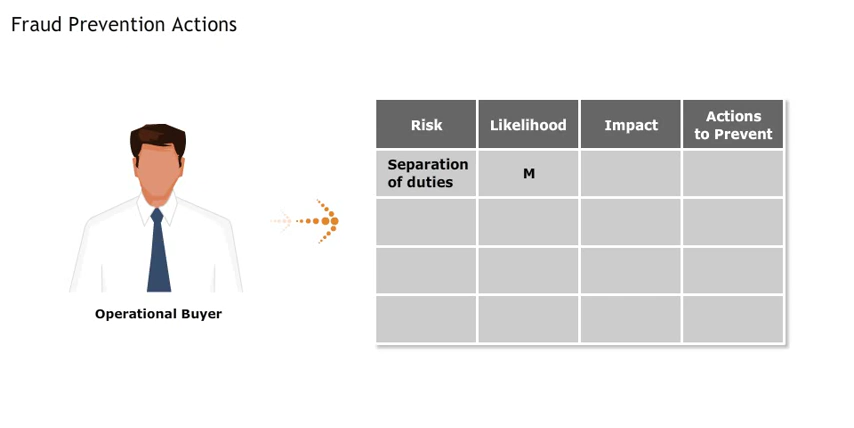 Fraud Prevention Actions
Risk
Likelihood
Impact
Actions
to Prevent
Separation
of duties
M
Operational Buyer